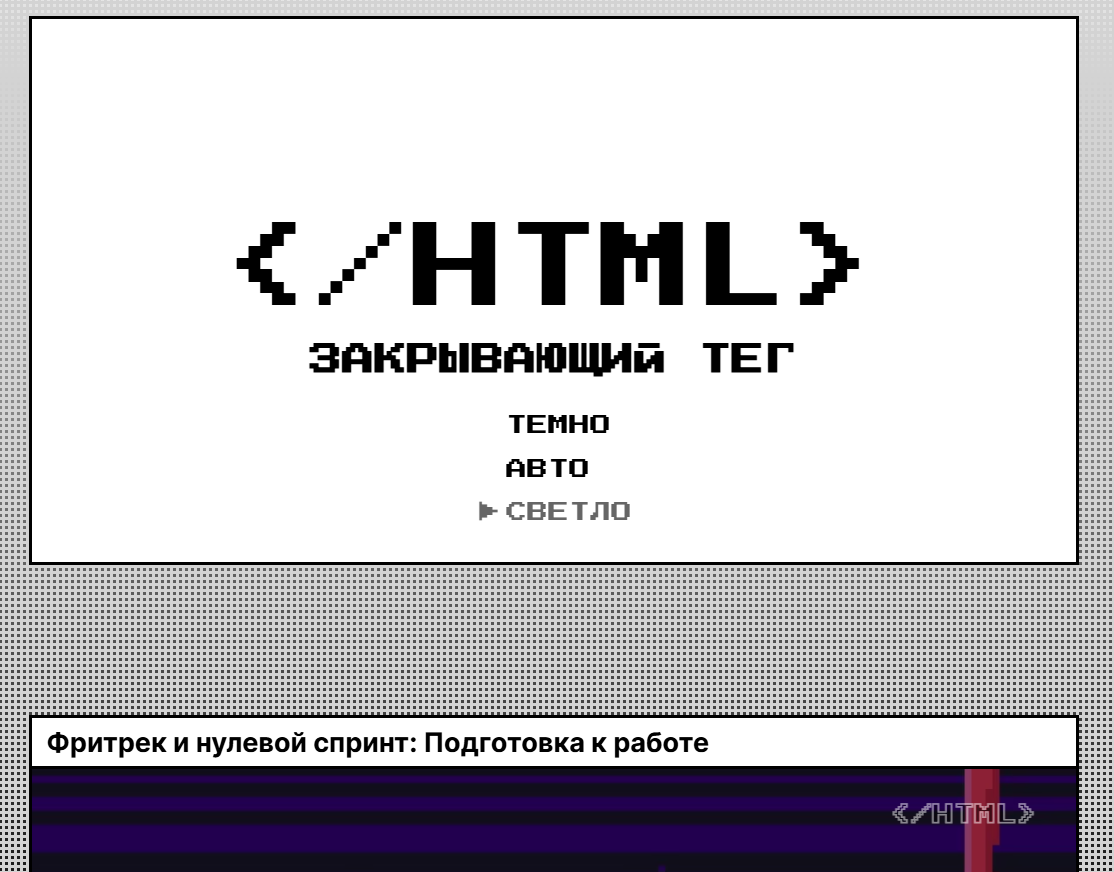 </HTML>
ЗАКРЫВАЮЩИЙ ТЕГ
ТЕМНО
АВТО
СВЕТЛО
Фритрек и нулевой спринт: Подготовка к работе
</HTML>